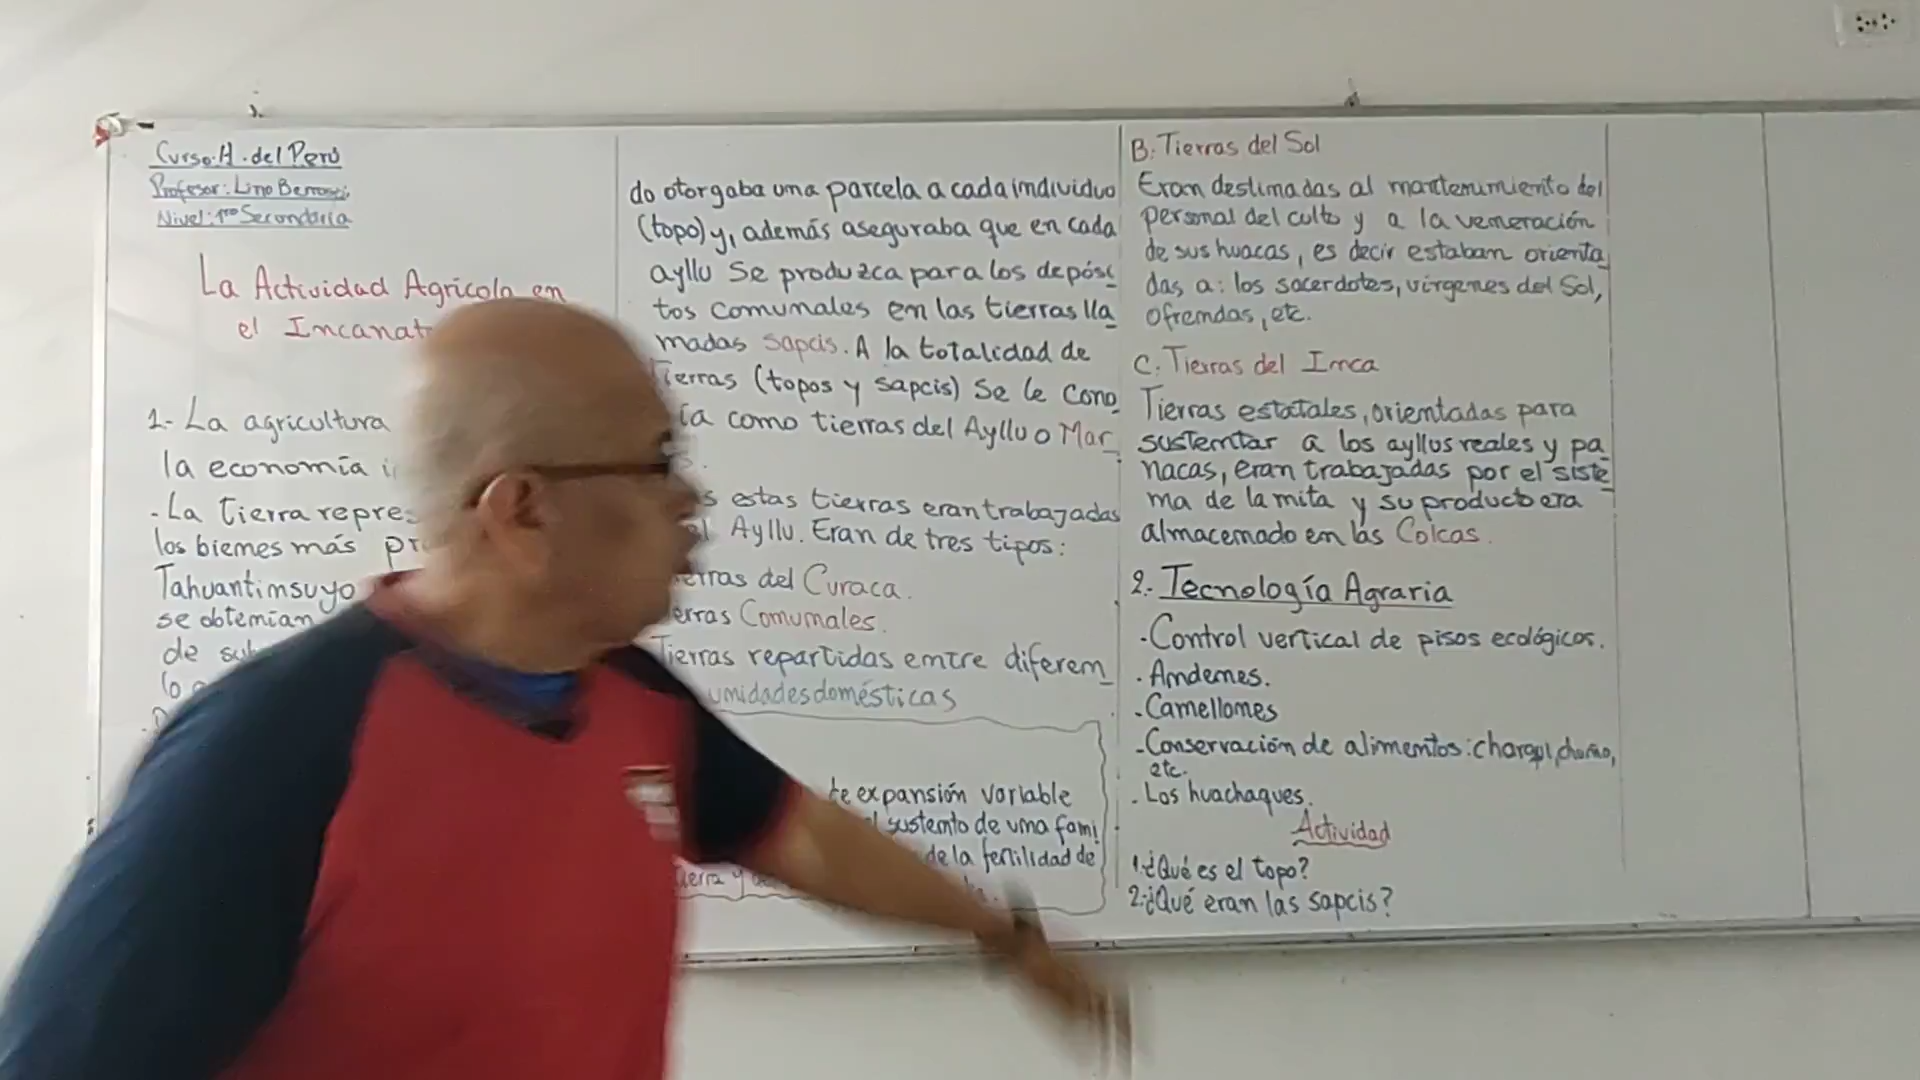 Curso: H. del Perú
Profesor: Lino
Nivel: 1ro Secundaria
La Actividad Agrícola en
el Incanat
1.- La agricultura
la economía i
. La tierra repres
los bienes más pr
Tahuantinsuyo
se obtenían
de sub
do otorgaba una parcela a cada individuo
(topo) y, además aseguraba que en cada
ayllu se produzca para los depósi
tos comunales en las tierras lla
madas sapcis. A la totalidad de
Tierras (topos y sapcis) se le cono
ía como tierras del Ayllu o Mar
s estas tierras eran trabajadas
el Ayllu. Eran de tres tipos:
ierras del Curaca.
erras Comunales.
Tierras repartidas entre diferen
unidades domésticas
te expansión variable
l sustento de una fami
de la fertilidad de
tierra y de
B. Tierras del Sol
Eran destinadas al mantenimiento del
personal del culto y a la veneración
de sus huacas, es decir estaban orienta
das a: los sacerdotes, vírgenes del Sol,
ofrendas, etc.
C. Tierras del Inca
Tierras estatales, orientadas para
sustentar a los ayllus reales y pa
nacas, eran trabajadas por el siste
ma de la mita y su producto era
almacenado en las Colcas.
2.- Tecnología Agraria
. Control vertical de pisos ecológicos.
. Andenes.
. Camellones
. Conservación de alimentos: charqui, chuño,
etc.
. Los huachaques.
Actividad
1. ¿Qué es el topo?
2. ¿Qué eran las sapcis?